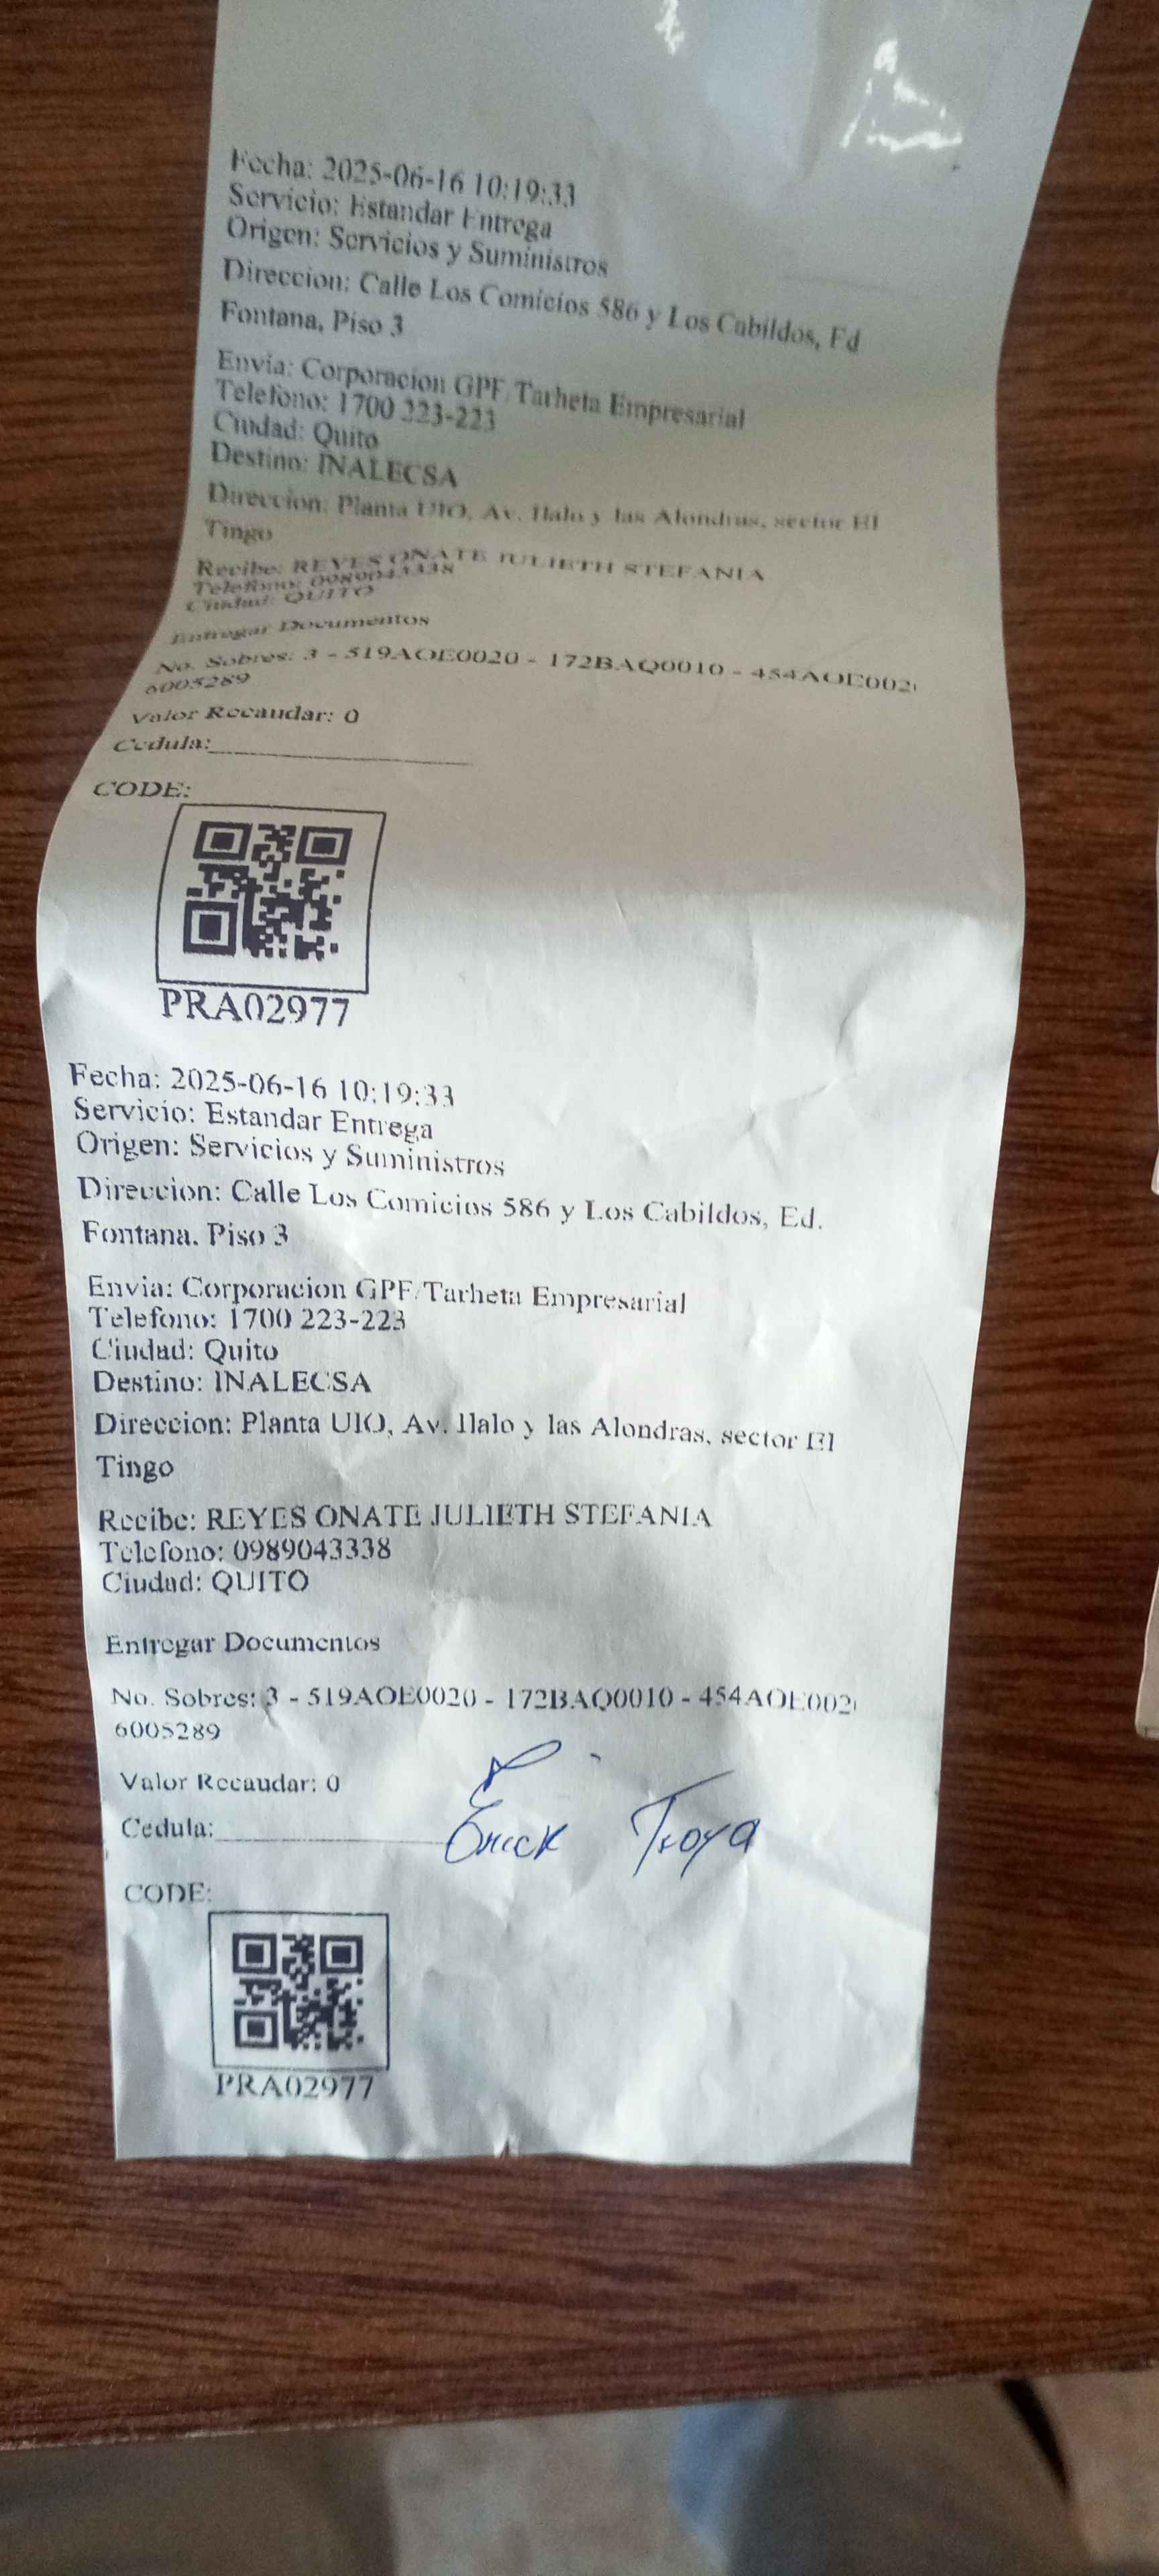 Fecha: 2025-06-16 10:19:33
Servicio: Estandar Entrega
Origen: Servicios y Suministros
Direccion: Calle Los Comicios 586 y Los Cabildos, Ed
Fontana, Piso 3
Envia: Corporacion GPF/Tarheta Empresarial
Telefono: 1700 223-223
Ciudad: Quito
Destino: INALECSA
Direccion: Planta UIO, Av. Ilalo y las Alondras, sector El
Tingo
Recibe: REYES ONATE JULIETH STEFANIA
Telefono: 0989043338
Ciudad: QUITO
Entregar Documentos
No. Sobres: 3 - 519AOE0020 - 172BAQ0010 - 454AOE002
6005289
Valor Recaudar: 0
Cedula:
CODE:
PRA02977
Fecha: 2025-06-16 10:19:33
Servicio: Estandar Entrega
Origen: Servicios y Suministros
Direccion: Calle Los Comicios 586 y Los Cabildos, Ed.
Fontana. Piso 3
Envia: Corporacion GPF/Tarheta Empresarial
Telefono: 1700 223-223
Ciudad: Quito
Destino: INALECSA
Direccion: Planta UIO, Av. Ilalo y las Alondras, sector El
Tingo
Recibe: REYES ONATE JULIETH STEFANIA
Telefono: 0989043338
Ciudad: QUITO
Entregar Documentos
No. Sobres: 3 - 519AOE0020 - 172BAQ0010 - 454AOE002
6005289
Valor Recaudar: 0
Cedula: Erick Troya
CODE:
PRA02977